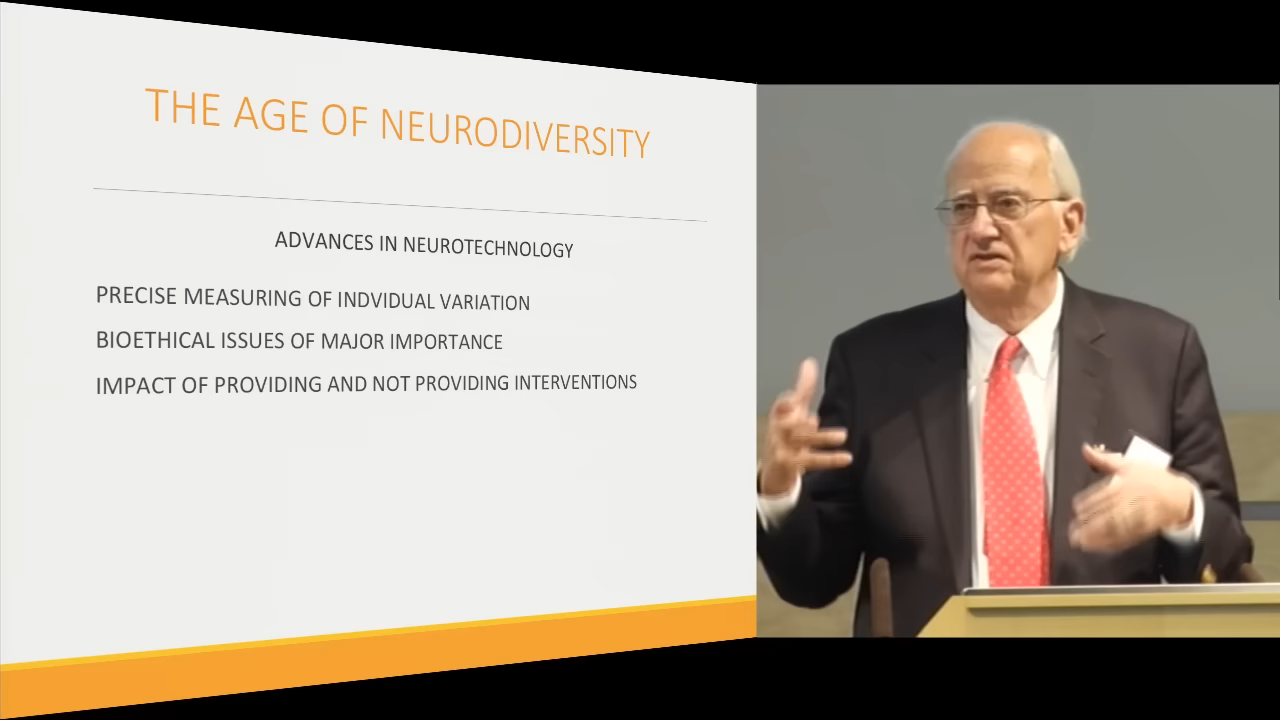 THE AGE OF NEURODIVERSITY
ADVANCES IN NEUROTECHNOLOGY
PRECISE MEASURING OF INDVIDUAL VARIATION
BIOETHICAL ISSUES OF MAJOR IMPORTANCE
IMPACT OF PROVIDING AND NOT PROVIDING INTERVENTIONS